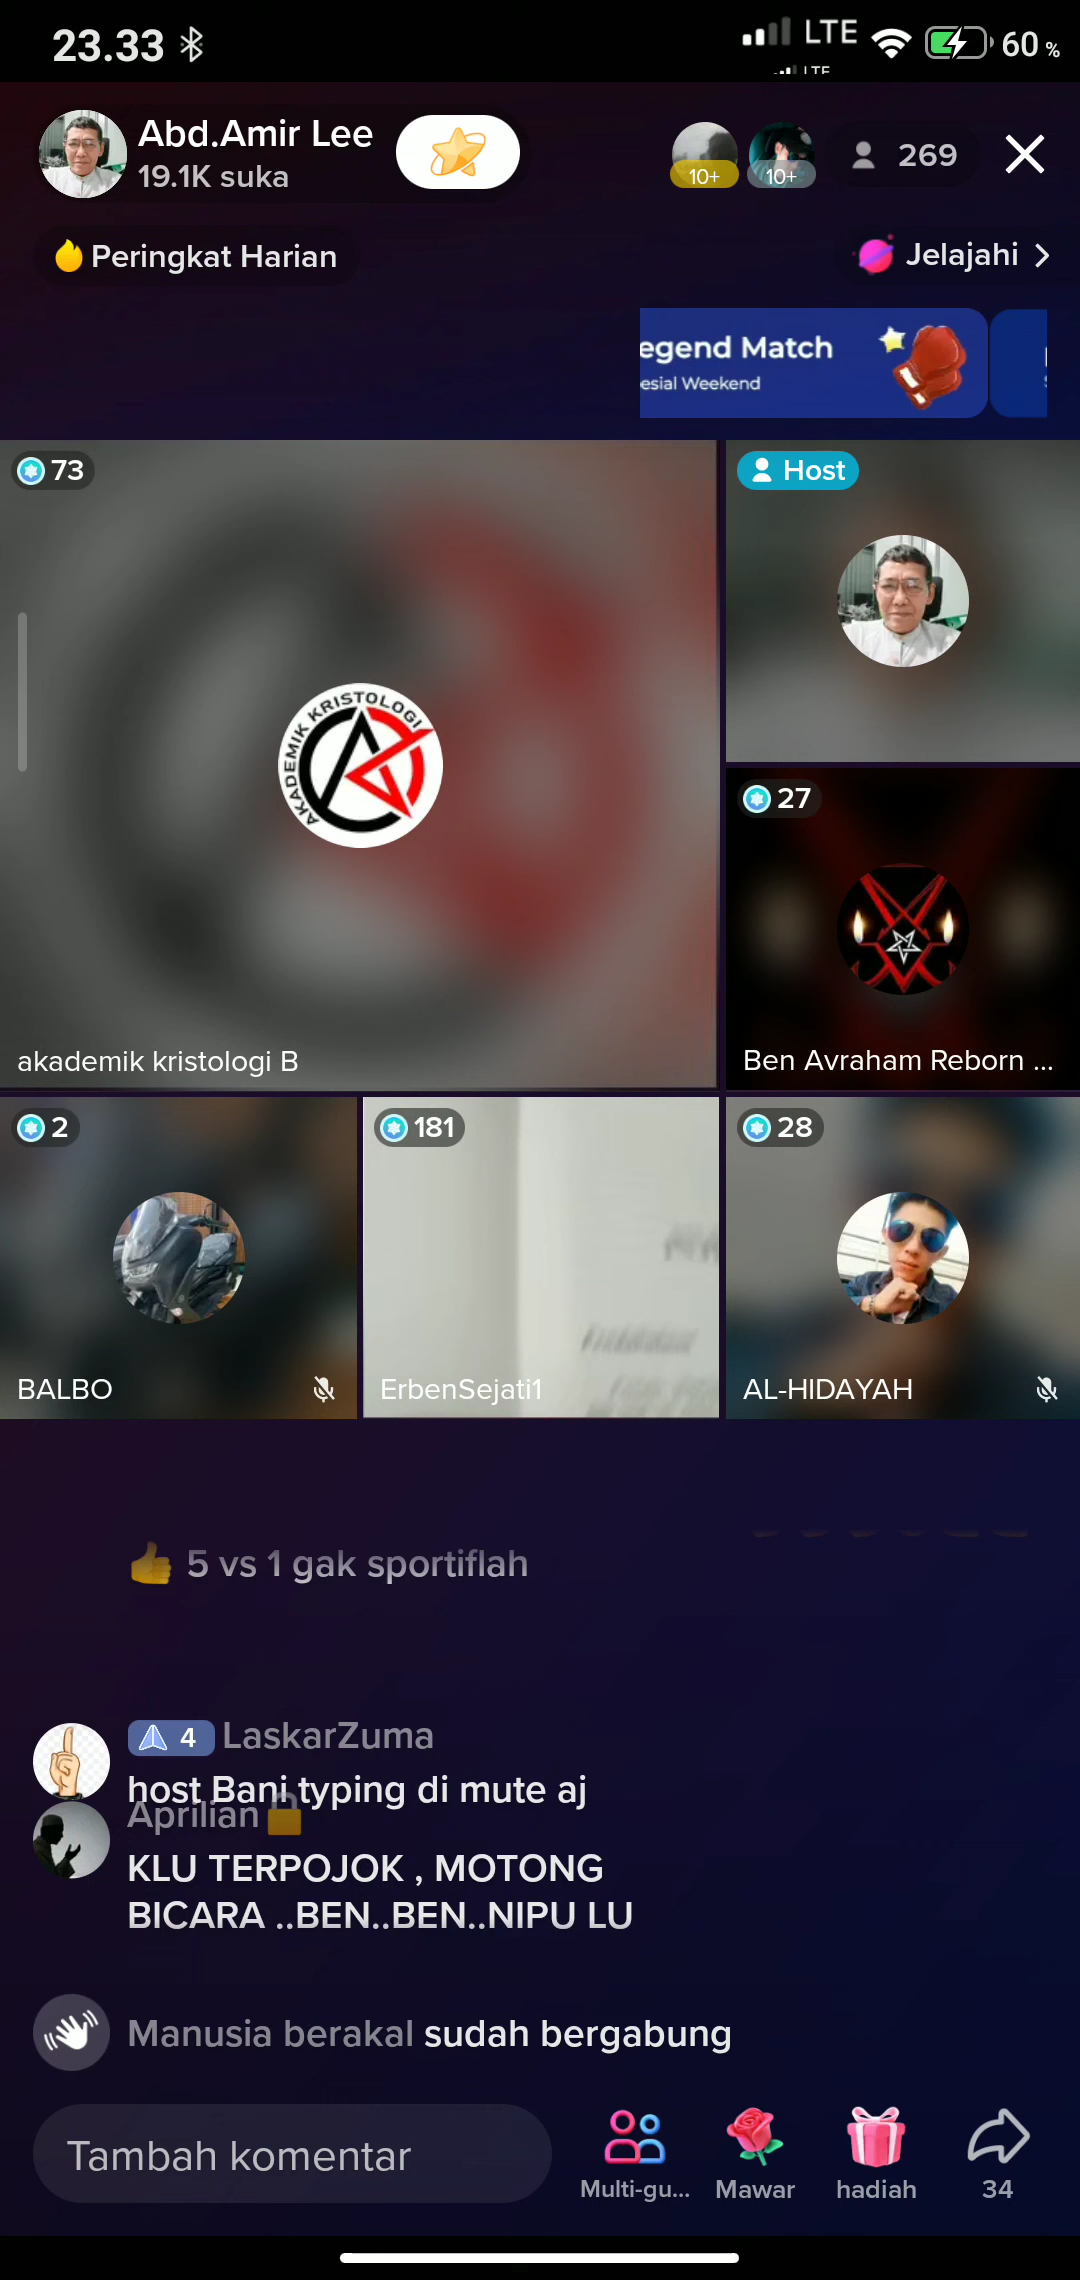 23.33
LTE
LTE
60 %
Abd.Amir Lee
19.1K suka
10+
10+
269
Peringkat Harian
Jelajahi
egend Match
esial Weekend
73
Host
AKADEMIK KRISTOLOGI
27
akademik kristologi B
Ben Avraham Reborn ...
2
181
28
BALBO
ErbenSejati1
AL-HIDAYAH
5 vs 1 gak sportiflah
4 LaskarZuma
host Bani typing di mute aj
Aprilian
KLU TERPOJOK , MOTONG
BICARA ..BEN..BEN..NIPU LU
Manusia berakal sudah bergabung
Tambah komentar
Multi-gu...
Mawar
hadiah
34